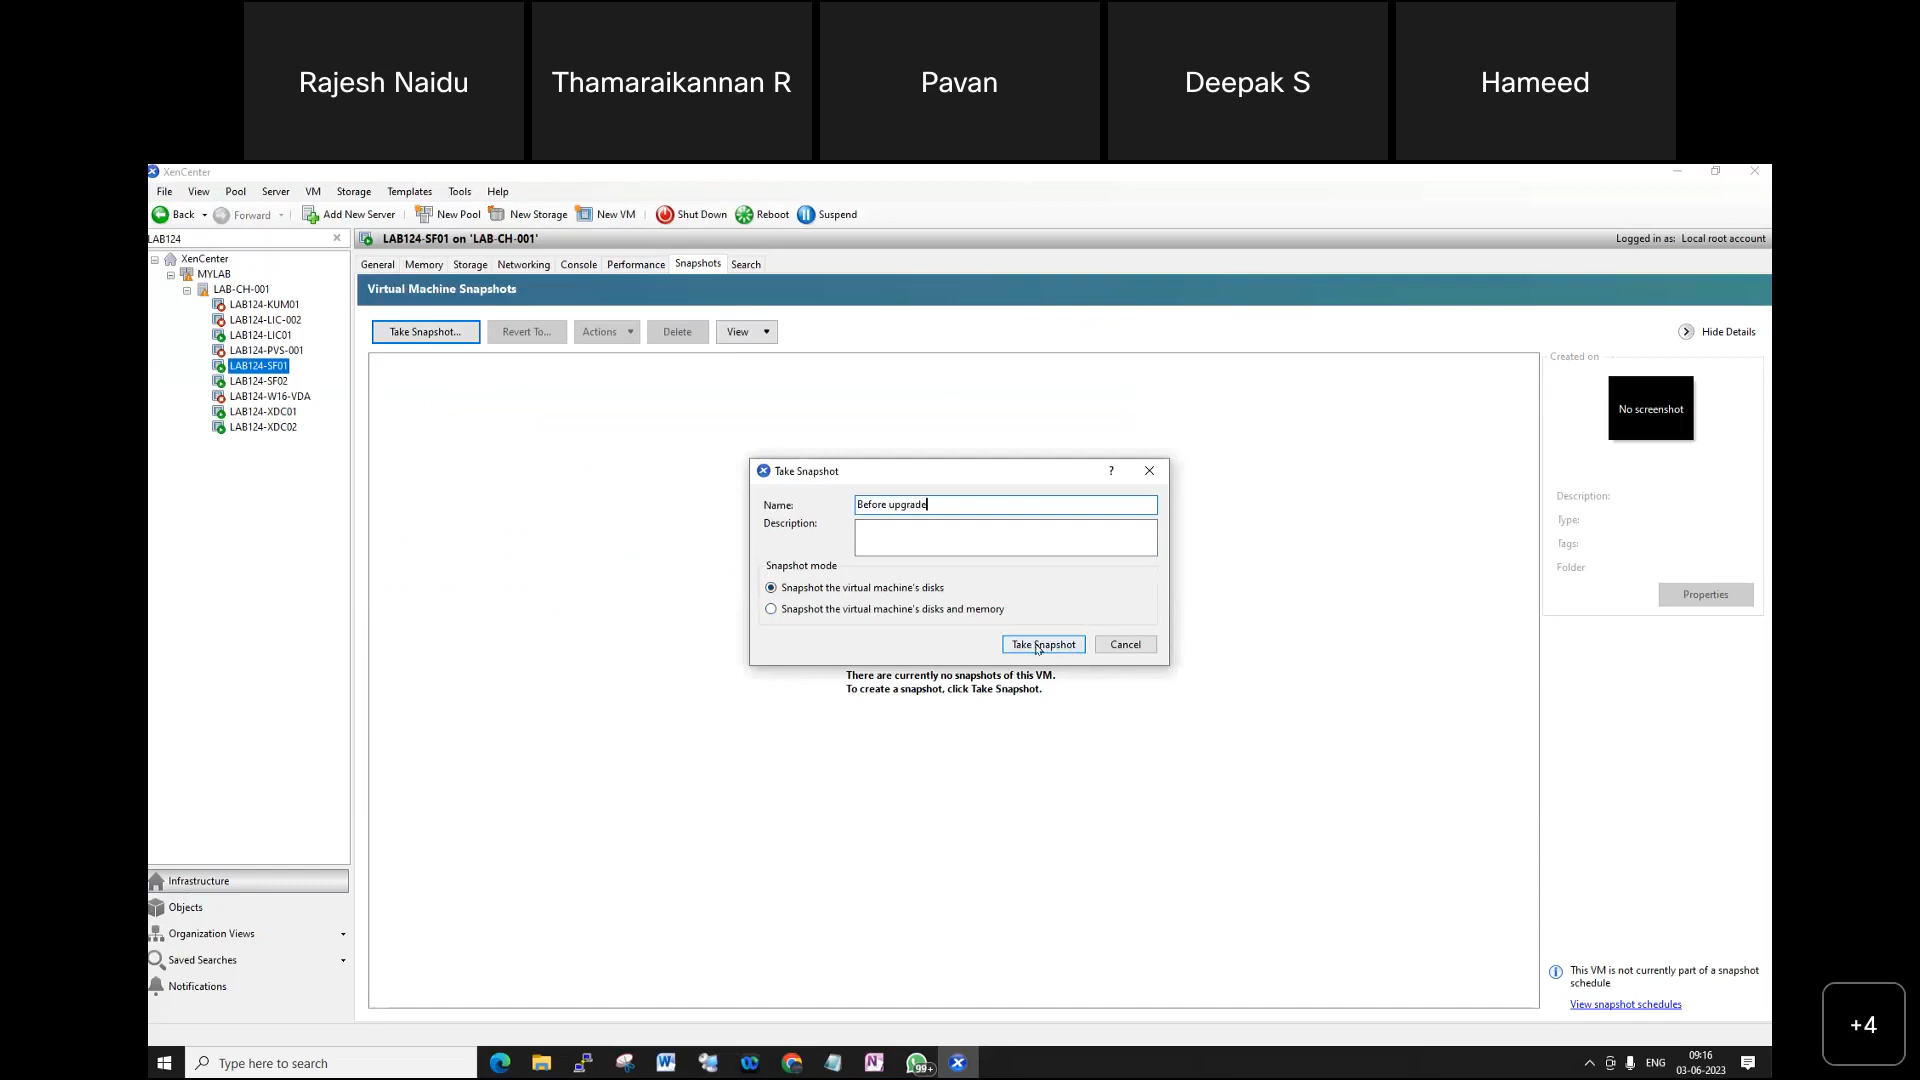 Rajesh Naidu
Thamaraikannan R
Pavan
Deepak S
Hameed
XenCenter
File View Pool Server VM Storage Templates Tools Help
Back Forward Add New Server New Pool New Storage New VM Shut Down Reboot Suspend
LAB124
LAB124-SF01 on 'LAB-CH-001'
Logged in as: Local root account
XenCenter
MYLAB
LAB-CH-001
LAB124-KUM01
LAB124-LIC-002
LAB124-LIC01
LAB124-PVS-001
LAB124-SF01
LAB124-SF02
LAB124-W16-VDA
LAB124-XDC01
LAB124-XDC02
General Memory Storage Networking Console Performance Snapshots Search
Virtual Machine Snapshots
Take Snapshot... Revert To... Actions Delete View
Hide Details
Created on
No screenshot
Description:
Type:
Tags:
Folder
Properties
Take Snapshot ?
Name: Before upgrade
Description:
Snapshot mode
Snapshot the virtual machine's disks
Snapshot the virtual machine's disks and memory
Take Snapshot Cancel
There are currently no snapshots of this VM.
To create a snapshot, click Take Snapshot.
Infrastructure
Objects
Organization Views
Saved Searches
Notifications
This VM is not currently part of a snapshot
schedule
View snapshot schedules
+4
Type here to search
99+
ENG
09:16
03-06-2023